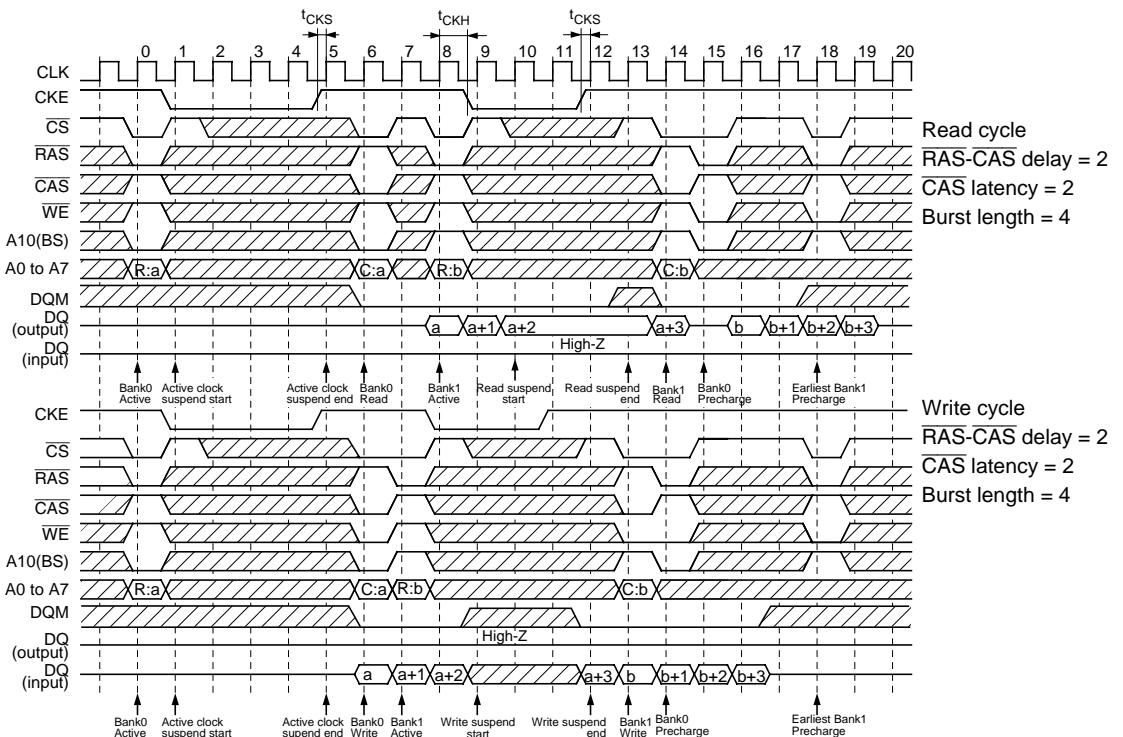 tCKS tCKH tCKS
0 1 2 3 4 5 6 7 8 9 10 11 12 13 14 15 16 17 18 19 20
CLK
CKE
CS
RAS
CAS
WE
A10(BS)
A0 to A7 R:a C:a R:b C:b
DQM
DQ (output) a a+1 a+2 a+3 b b+1 b+2 b+3
High-Z
DQ (input)
Bank0 Active
Active clock suspend start
Active clock suspend end
Bank0 Read
Bank1 Active
Read suspend start
Read suspend end
Bank1 Read
Bank0 Precharge
Earliest Bank1 Precharge
Read cycle
RAS-CAS delay = 2
CAS latency = 2
Burst length = 4
CKE
CS
RAS
CAS
WE
A10(BS)
A0 to A7 R:a C:a R:b C:b
DQM
High-Z
DQ (output)
DQ (input) a a+1 a+2 a+3 b b+1 b+2 b+3
Bank0 Active
Active clock suspend start
Active clock supend end
Bank0 Write
Bank1 Active
Write suspend start
Write suspend end
Bank1 Write
Bank0 Precharge
Earliest Bank1 Precharge
Write cycle
RAS-CAS delay = 2
CAS latency = 2
Burst length = 4